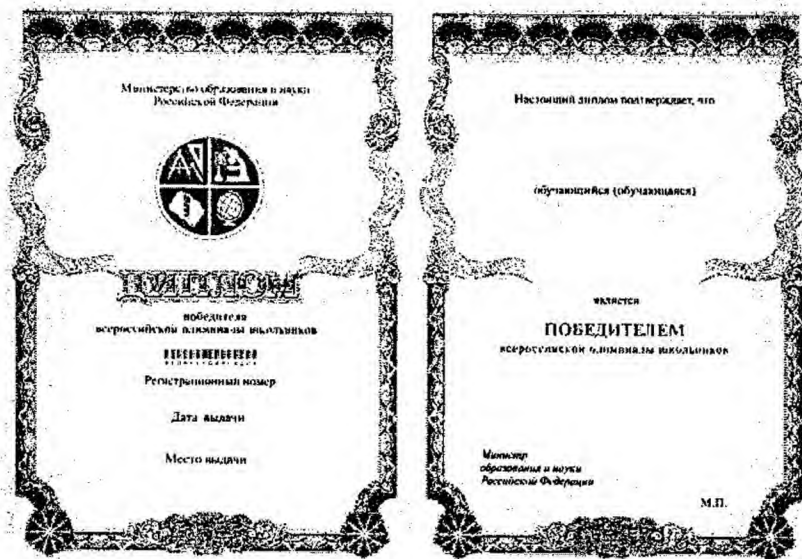 Министерство образования и науки
Российской Федерации
ДИПЛОМ
победителя
всероссийской олимпиады школьников
Регистрационный номер
Дата выдачи
Место выдачи
Настоящий диплом подтверждает, что
обучающийся (обучающаяся)
является
ПОБЕДИТЕЛЕМ
всероссийской олимпиады школьников
Министр
образования и науки
Российской Федерации
М.П.